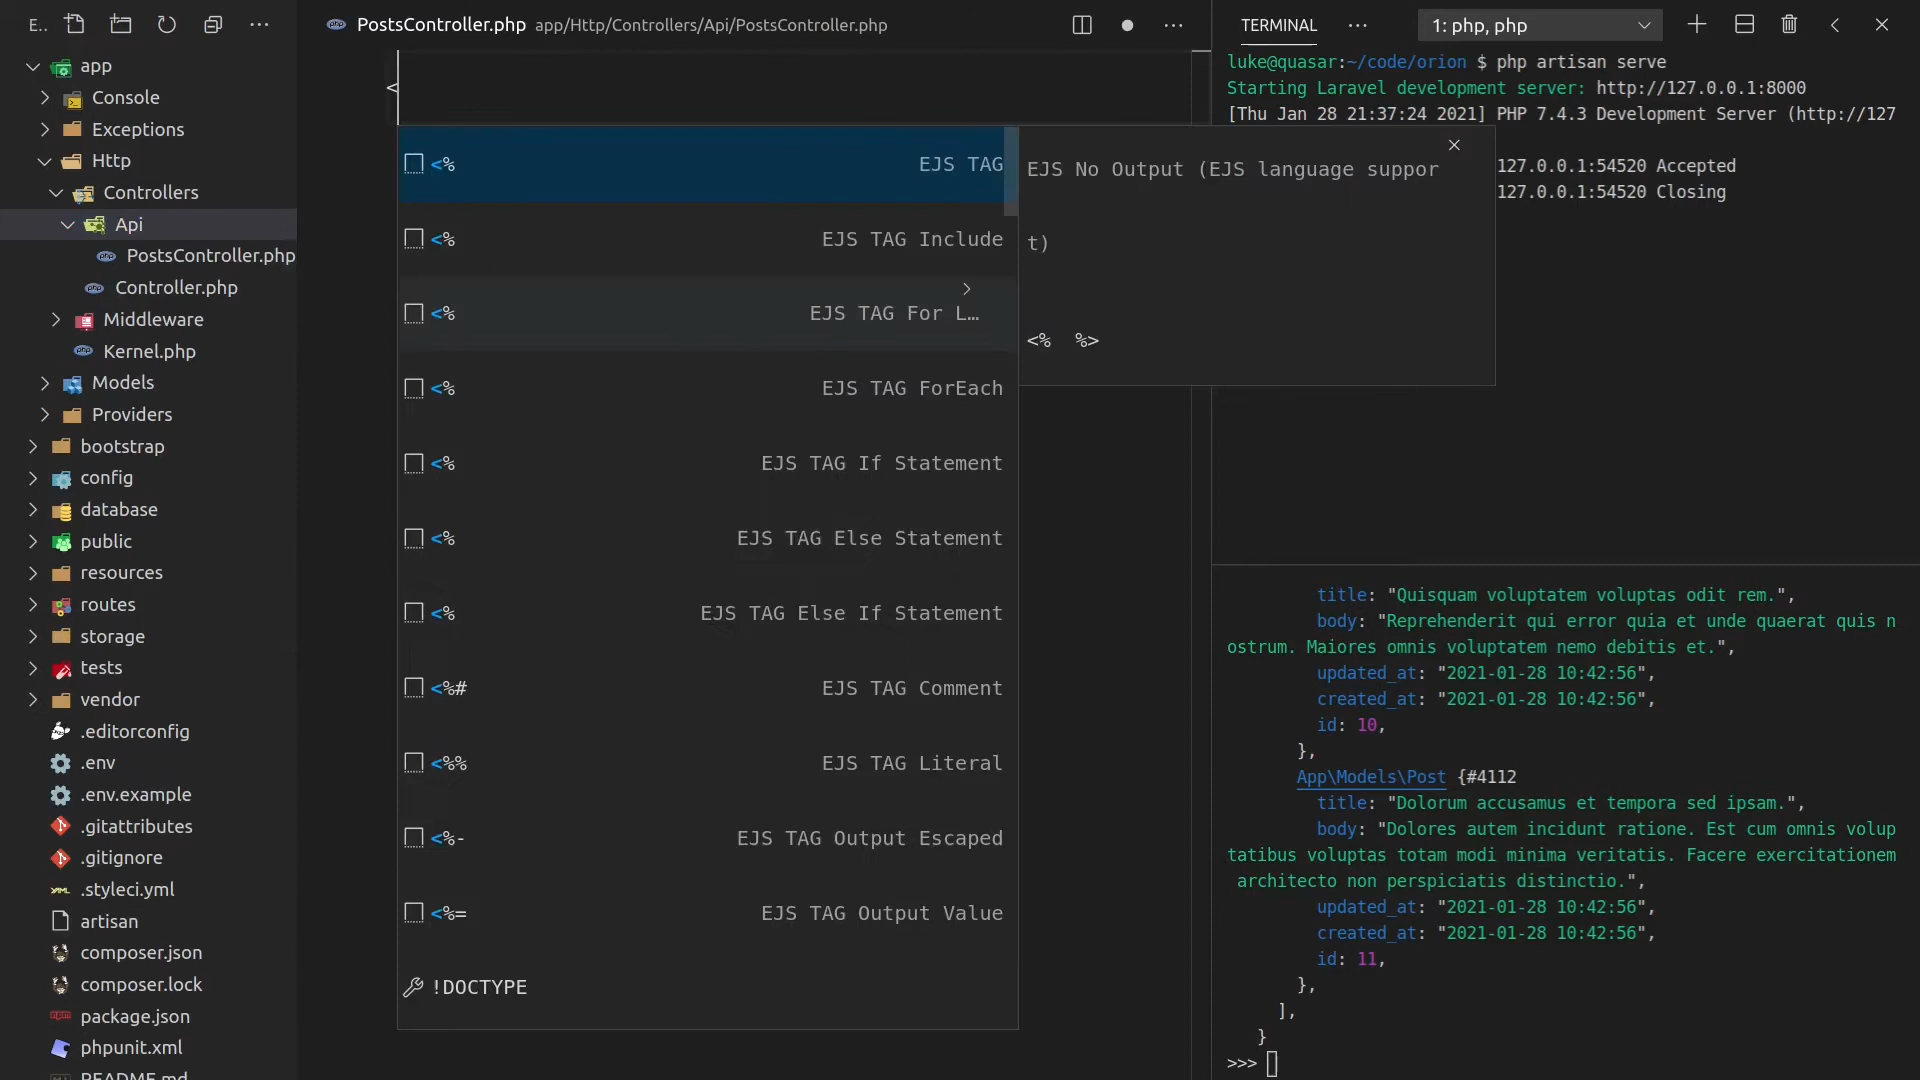 E..
app
Console
Exceptions
Http
Controllers
Api
PostsController.php
Controller.php
Middleware
Kernel.php
Models
Providers
bootstrap
config
database
public
resources
routes
storage
tests
vendor
.editorconfig
.env
.env.example
.gitattributes
.gitignore
.styleci.yml
artisan
composer.json
composer.lock
package.json
phpunit.xml
README.md
PostsController.php app/Http/Controllers/Api/PostsController.php
<
<% EJS TAG
<% EJS TAG Include
<% EJS TAG For L…
<% EJS TAG ForEach
<% EJS TAG If Statement
<% EJS TAG Else Statement
<% EJS TAG Else If Statement
<%# EJS TAG Comment
<%% EJS TAG Literal
<%- EJS TAG Output Escaped
<%= EJS TAG Output Value
!DOCTYPE
EJS No Output (EJS language suppor
t)
<%  %>
TERMINAL
1: php, php
luke@quasar:~/code/orion $ php artisan serve
Starting Laravel development server: http://127.0.0.1:8000
[Thu Jan 28 21:37:24 2021] PHP 7.4.3 Development Server (http://127
127.0.0.1:54520 Accepted
127.0.0.1:54520 Closing
title: "Quisquam voluptatem voluptas odit rem.",
body: "Reprehenderit qui error quia et unde quaerat quis n
ostrum. Maiores omnis voluptatem nemo debitis et.",
updated_at: "2021-01-28 10:42:56",
created_at: "2021-01-28 10:42:56",
id: 10,
},
App\Models\Post {#4112
title: "Dolorum accusamus et tempora sed ipsam.",
body: "Dolores autem incidunt ratione. Est cum omnis volup
tatibus voluptas totam modi minima veritatis. Facere exercitationem
architecto non perspiciatis distinctio.",
updated_at: "2021-01-28 10:42:56",
created_at: "2021-01-28 10:42:56",
id: 11,
},
],
}
>>>